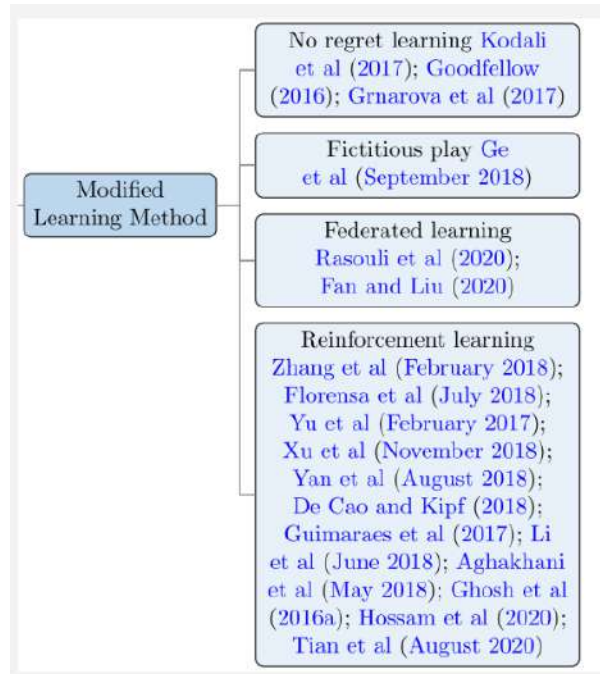 No regret learning Kodali
et al (2017); Goodfellow
(2016); Grnarova et al (2017)
Fictitious play Ge
et al (September 2018)
Modified
Learning Method
Federated learning
Rasouli et al (2020);
Fan and Liu (2020)
Reinforcement learning
Zhang et al (February 2018);
Florensa et al (July 2018);
Yu et al (February 2017);
Xu et al (November 2018);
Yan et al (August 2018);
De Cao and Kipf (2018);
Guimaraes et al (2017); Li
et al (June 2018); Aghakhani
et al (May 2018); Ghosh et al
(2016a); Hossam et al (2020);
Tian et al (August 2020)